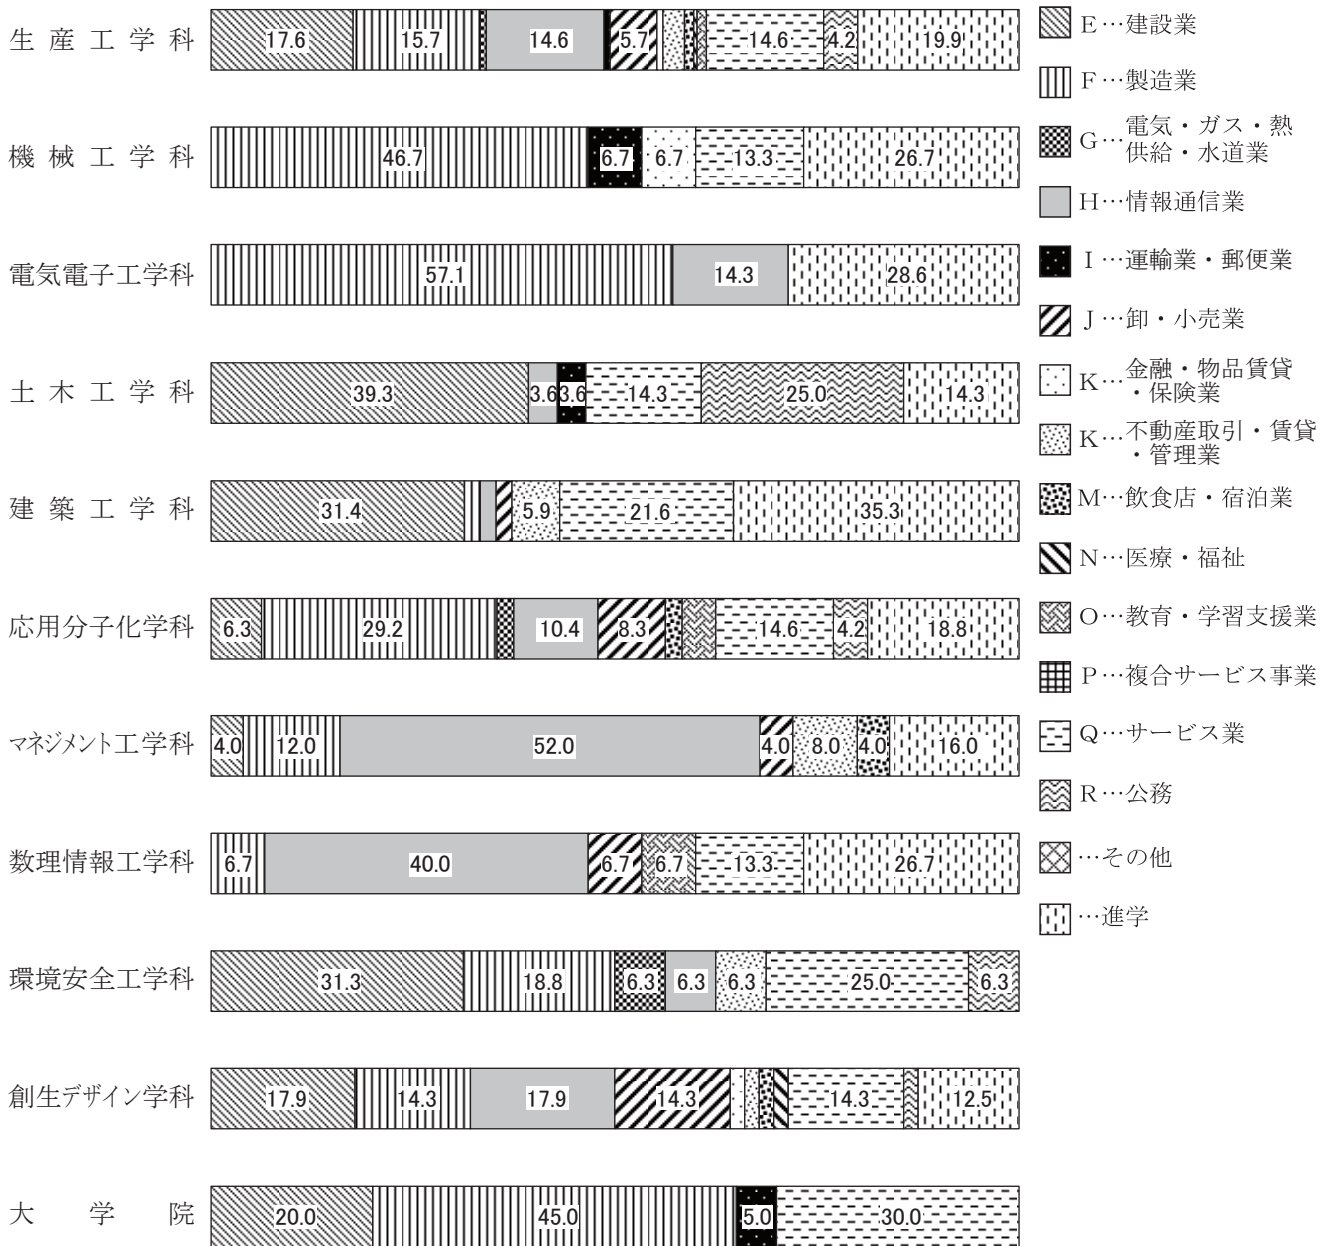 生産工学科 17.6 15.7 14.6 5.7 14.6 4.2 19.9
機械工学科 46.7 6.7 6.7 13.3 26.7
電気電子工学科 57.1 14.3 28.6
土木工学科 39.3 3.6 3.6 14.3 25.0 14.3
建築工学科 31.4 5.9 21.6 35.3
応用分子化学科 6.3 29.2 10.4 8.3 14.6 4.2 18.8
マネジメント工学科 4.0 12.0 52.0 4.0 8.0 4.0 16.0
数理情報工学科 6.7 40.0 6.7 6.7 13.3 26.7
環境安全工学科 31.3 18.8 6.3 6.3 6.3 25.0 6.3
創生デザイン学科 17.9 14.3 17.9 14.3 14.3 12.5
大学院 20.0 45.0 5.0 30.0
E…建設業
F…製造業
G…電気・ガス・熱
供給・水道業
H…情報通信業
I…運輸業・郵便業
J…卸・小売業
K…金融・物品賃貸
・保険業
K…不動産取引・賃貸
・管理業
M…飲食店・宿泊業
N…医療・福祉
O…教育・学習支援業
P…複合サービス事業
Q…サービス業
R…公務
…その他
…進学